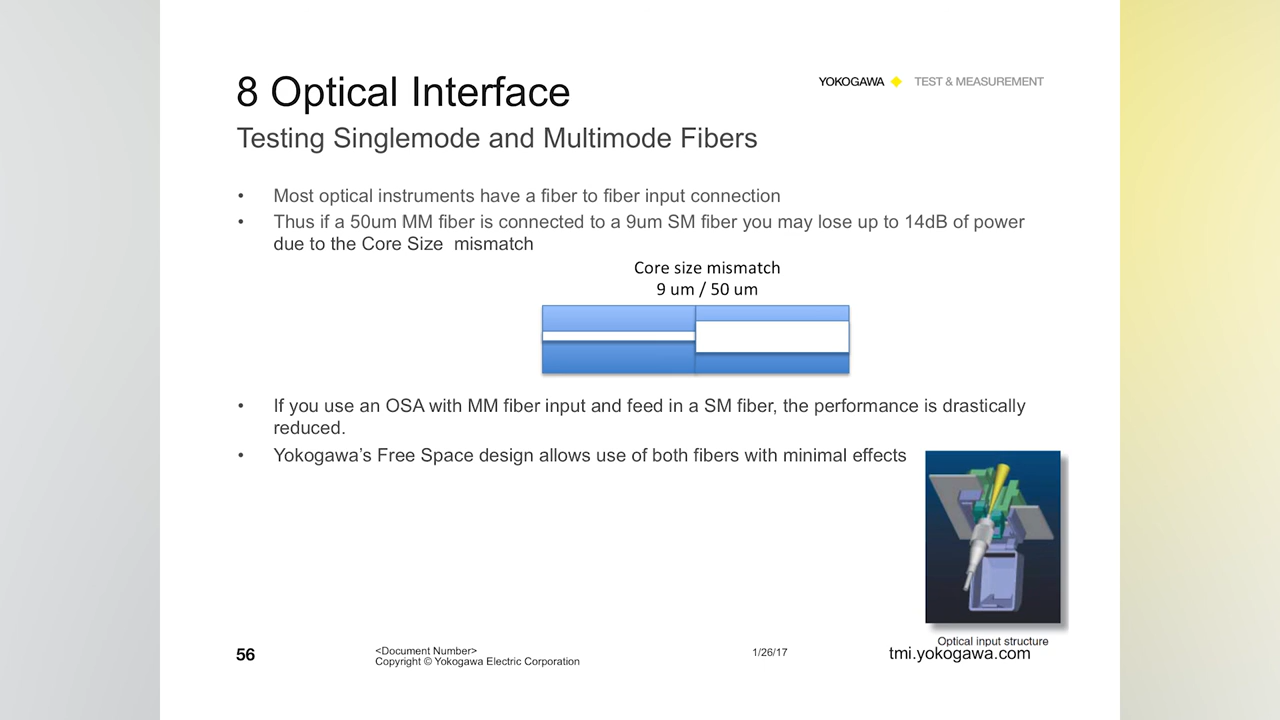 8 Optical Interface
YOKOGAWA TEST & MEASUREMENT
Testing Singlemode and Multimode Fibers
• Most optical instruments have a fiber to fiber input connection
• Thus if a 50um MM fiber is connected to a 9um SM fiber you may lose up to 14dB of power
due to the Core Size  mismatch
Core size mismatch
9 um / 50 um
• If you use an OSA with MM fiber input and feed in a SM fiber, the performance is drastically
reduced.
• Yokogawa’s Free Space design allows use of both fibers with minimal effects
Optical input structure
56
<Document Number>
Copyright © Yokogawa Electric Corporation
1/26/17
tmi.yokogawa.com